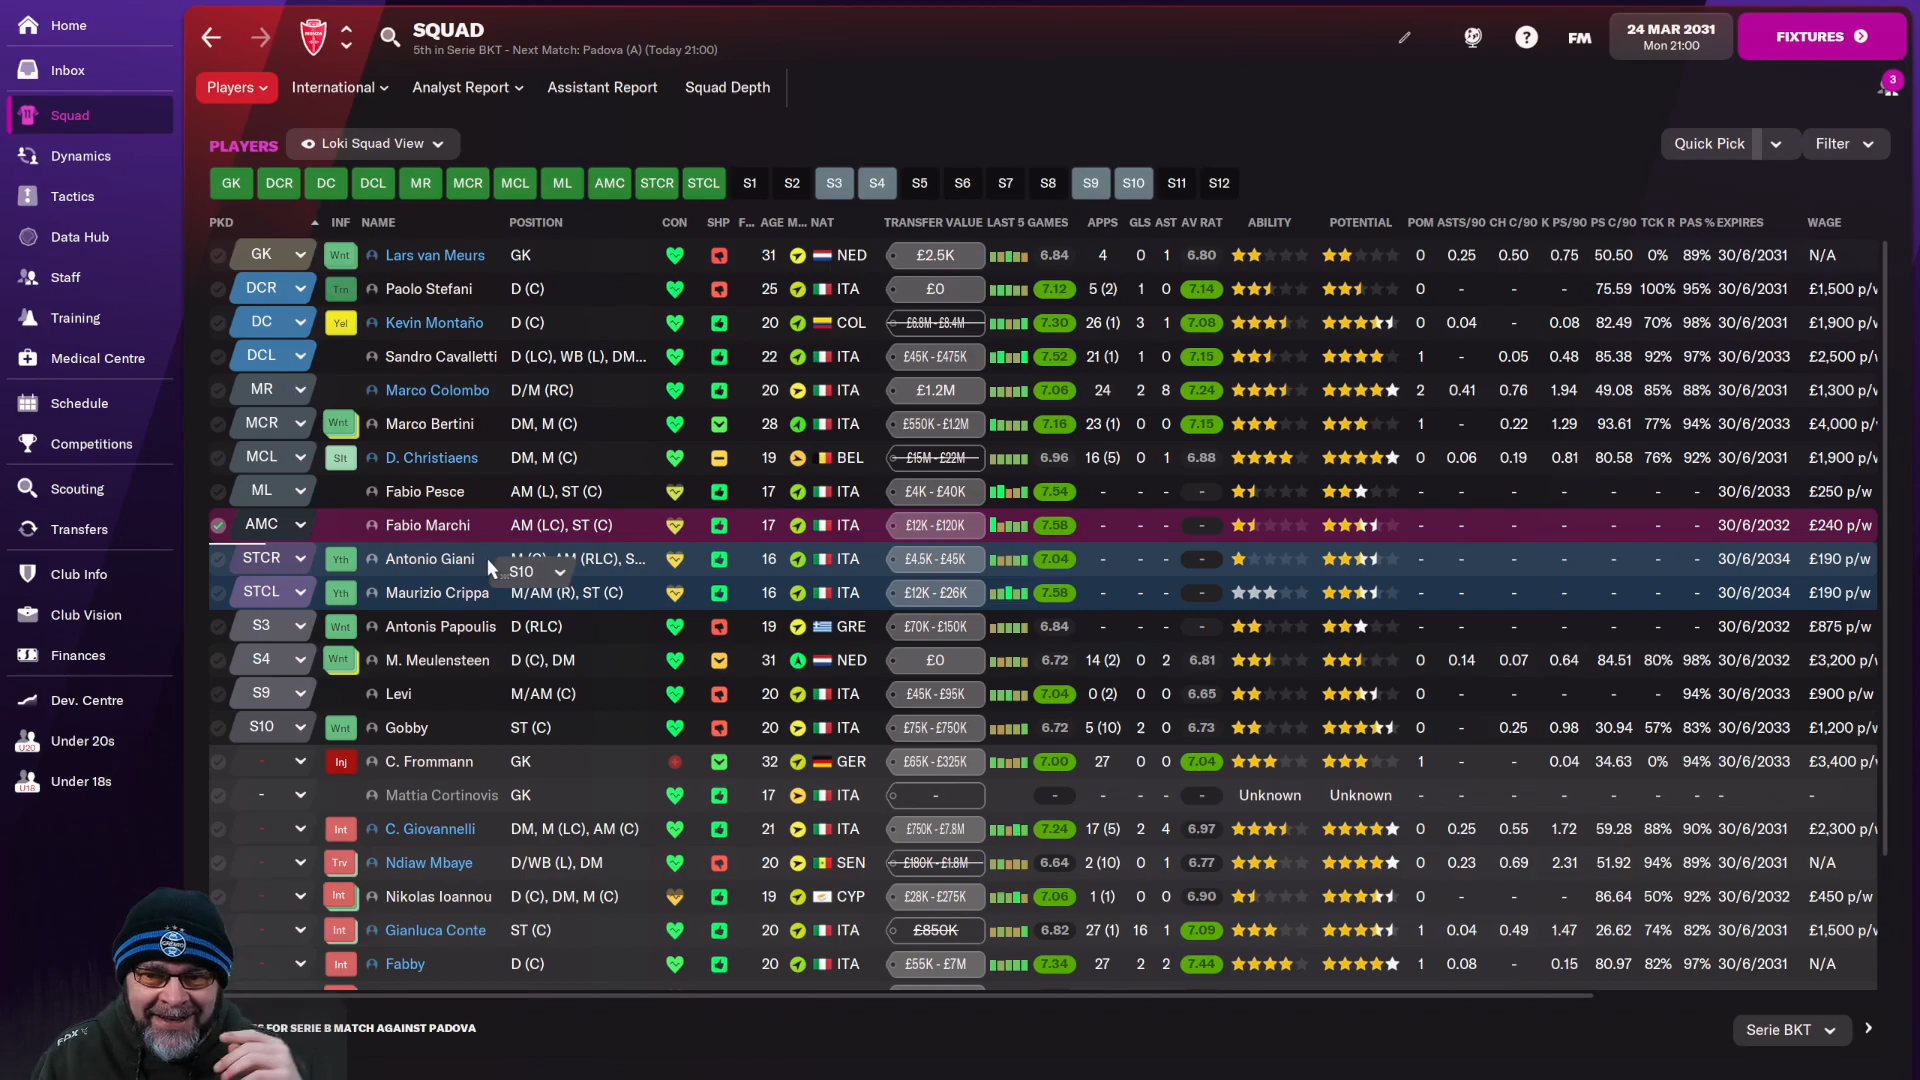 Home
Inbox
Squad
Dynamics
Tactics
Data Hub
Staff
Training
Medical Centre
Schedule
Competitions
Scouting
Transfers
Club Info
Club Vision
Finances
Dev. Centre
Under 20s
Under 18s
SQUAD
5th in Serie BKT - Next Match: Padova (A) (Today 21:00)
FM
24 MAR 2031
Mon 21:00
FIXTURES
3
Players International Analyst Report Assistant Report Squad Depth
PLAYERS Loki Squad View Quick Pick Filter
GK DCR DC DCL MR MCR MCL ML AMC STCR STCL S1 S2 S3 S4 S5 S6 S7 S8 S9 S10 S11 S12
PKD INF NAME POSITION CON SHP F... AGE M... NAT TRANSFER VALUE LAST 5 GAMES APPS GLS AST AV RAT ABILITY POTENTIAL POM ASTS/90 CH C/90 K PS/90 PS C/90 TCK R PAS % EXPIRES WAGE
GK Wnt Lars van Meurs GK 31 NED £2.5K 6.84 4 0 1 6.80 0 0.25 0.50 0.75 50.50 0% 89% 30/6/2031 N/A
DCR Trn Paolo Stefani D (C) 25 ITA £0 7.12 5 (2) 1 0 7.14 0 - - - 75.59 100% 95% 30/6/2031 £1,500 p/w
DC Yel Kevin Montaño D (C) 20 COL £6.8M - £8.4M 7.30 26 (1) 3 1 7.08 0 0.04 - 0.08 82.49 70% 98% 30/6/2031 £1,900 p/w
DCL Sandro Cavalletti D (LC), WB (L), DM... 22 ITA £45K - £475K 7.52 21 (1) 1 0 7.15 1 - 0.05 0.48 85.38 92% 97% 30/6/2033 £2,500 p/w
MR Marco Colombo D/M (RC) 20 ITA £1.2M 7.06 24 2 8 7.24 2 0.41 0.76 1.94 49.08 85% 88% 30/6/2031 £1,300 p/w
MCR Wnt Marco Bertini DM, M (C) 28 ITA £550K - £1.2M 7.16 23 (1) 0 0 7.15 1 - 0.22 1.29 93.61 77% 94% 30/6/2031 £4,000 p/w
MCL Slt D. Christiaens DM, M (C) 19 BEL £15M - £22M 6.96 16 (5) 0 1 6.88 0 0.06 0.19 0.81 80.58 76% 92% 30/6/2031 £1,900 p/w
ML Fabio Pesce AM (L), ST (C) 17 ITA £4K - £40K 7.54 - - - - - - - - - - - 30/6/2033 £250 p/w
AMC Fabio Marchi AM (LC), ST (C) 17 ITA £12K - £120K 7.58 - - - - - - - - - - - 30/6/2032 £240 p/w
STCR Yth Antonio Giani (RLC), S... 16 ITA £4.5K - £45K 7.04 - - - - - - - - - - - 30/6/2034 £190 p/w
S10
STCL Yth Maurizio Crippa M/AM (R), ST (C) 16 ITA £12K - £26K 7.58 - - - - - - - - - - - 30/6/2034 £190 p/w
S3 Wnt Antonis Papoulis D (RLC) 19 GRE £70K - £150K 6.84 - - - - - - - - - - - 30/6/2032 £875 p/w
S4 Wnt M. Meulensteen D (C), DM 31 NED £0 6.72 14 (2) 0 2 6.81 0 0.14 0.07 0.64 84.51 80% 98% 30/6/2032 £3,200 p/w
S9 Levi M/AM (C) 20 ITA £45K - £95K 7.04 0 (2) 0 0 6.65 0 - - - - - 94% 30/6/2033 £900 p/w
S10 Wnt Gobby ST (C) 20 ITA £75K - £750K 6.72 5 (10) 2 0 6.73 0 - 0.25 0.98 30.94 57% 83% 30/6/2033 £1,200 p/w
- Inj C. Frommann GK 32 GER £65K - £325K 7.00 27 0 0 7.04 1 - - 0.04 34.63 0% 94% 30/6/2031 £3,400 p/w
- Mattia Cortinovis GK 17 ITA - - - - - - Unknown Unknown - - - - - - - - -
- Int C. Giovannelli DM, M (LC), AM (C) 21 ITA £750K - £7.8M 7.24 17 (5) 2 4 6.97 0 0.25 0.55 1.72 59.28 88% 90% 30/6/2031 £2,300 p/w
- Trv Ndiaw Mbaye D/WB (L), DM 20 SEN £180K - £1.8M 6.64 2 (10) 0 1 6.77 0 0.23 0.69 2.31 51.92 94% 89% 30/6/2031 N/A
- Int Nikolas Ioannou D (C), DM, M (C) 19 CYP £28K - £275K 7.06 1 (1) 0 0 6.90 0 - - - 86.64 50% 92% 30/6/2031 £450 p/w
- Int Gianluca Conte ST (C) 20 ITA £850K 6.82 27 (1) 16 1 7.09 1 0.04 0.49 1.47 26.62 74% 82% 30/6/2031 £1,500 p/w
- Int Fabby D (C) 20 ITA £55K - £7M 7.34 27 2 2 7.44 1 0.08 - 0.15 80.97 82% 97% 30/6/2031 N/A
FOR SERIE B MATCH AGAINST PADOVA
Serie BKT